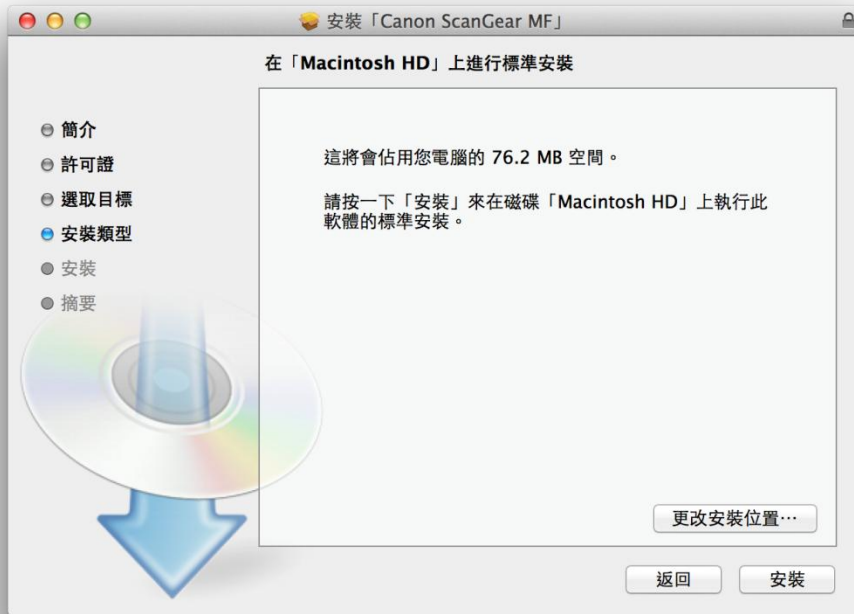 安裝「Canon ScanGear MF」
在「Macintosh HD」上進行標準安裝
簡介
許可證
選取目標
安裝類型
安裝
摘要
這將會佔用您電腦的 76.2 MB 空間。
請按一下「安裝」來在磁碟「Macintosh HD」上執行此
軟體的標準安裝。
更改安裝位置⋯
返回
安裝